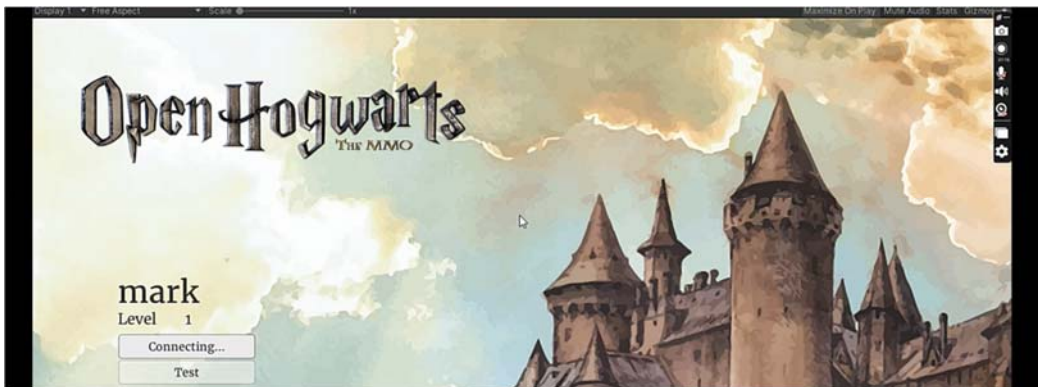 Display 1 Free Aspect Scale 1x Maximize On Play Mute Audio Stats Gizmos
Open Hogwarts
The MMO
mark
Level 1
Connecting...
Test